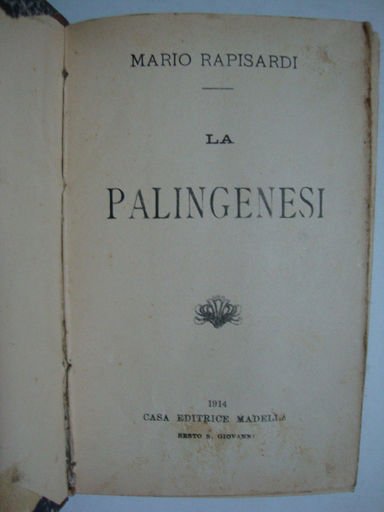 MARIO RAPISARDI
LA
PALINGENESI
1914
CASA EDITRICE MADELLA
SESTO S. GIOVANNI